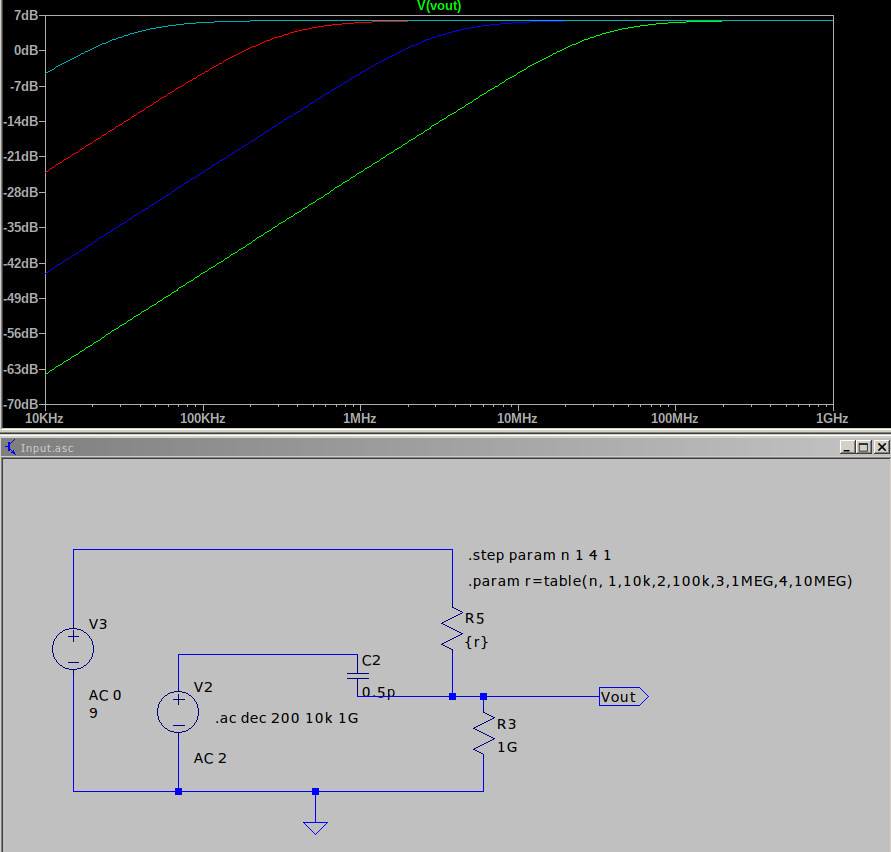 V(vout)
7dB
0dB
-7dB
-14dB
-21dB
-28dB
-35dB
-42dB
-49dB
-56dB
-63dB
-70dB
10KHz 100KHz 1MHz 10MHz 100MHz 1GHz
Input.asc
.step param n 1 4 1
.param r=table(n, 1,10k,2,100k,3,1MEG,4,10MEG)
V3
R5
{r}
C2
0.5p
V2
AC 0
9
.ac dec 200 10k 1G
Vout
R3
1G
AC 2